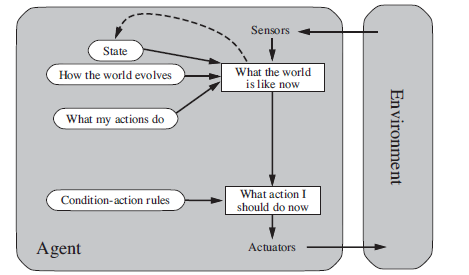 Sensors
State
How the world evolves
What the world
is like now
What my actions do
Environment
Condition-action rules
What action I
should do now
Agent
Actuators